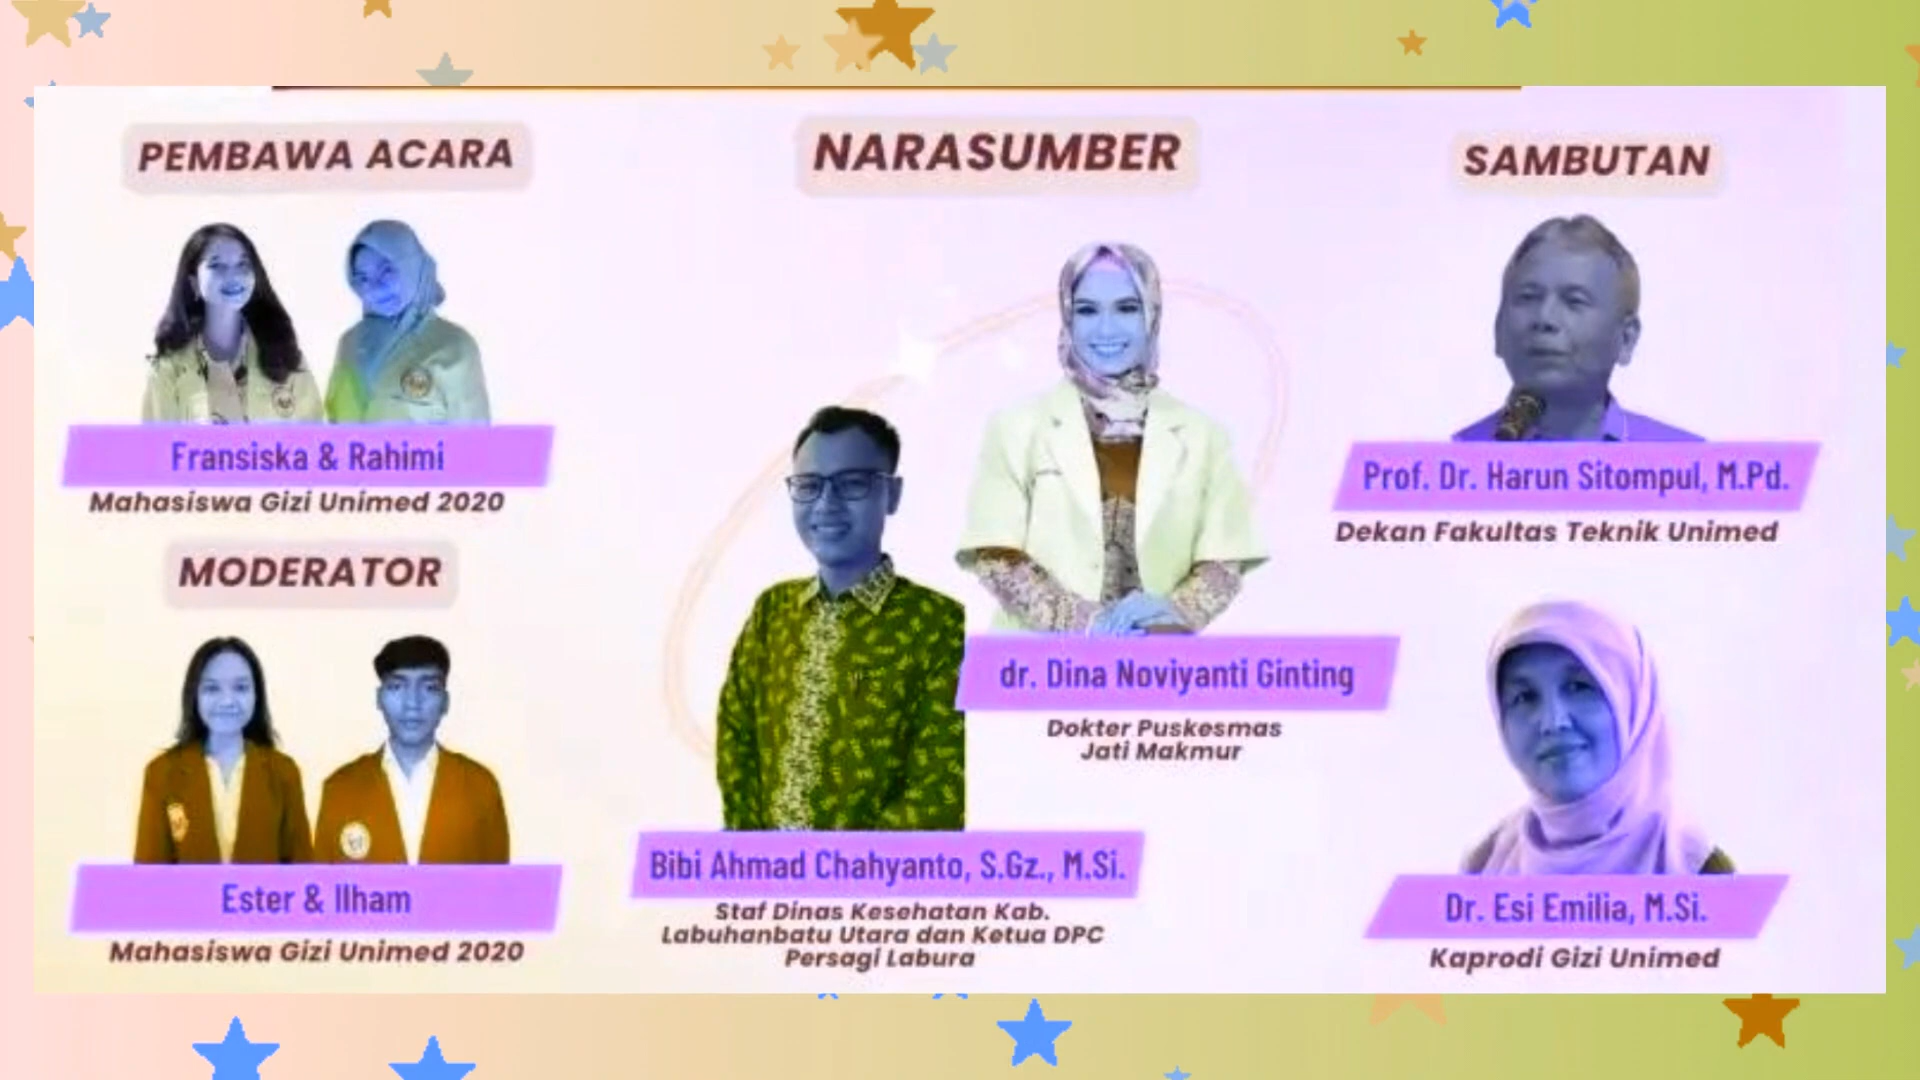 PEMBAWA ACARA
Fransiska & Rahimi
Mahasiswa Gizi Unimed 2020
MODERATOR
Ester & Ilham
Mahasiswa Gizi Unimed 2020
NARASUMBER
dr. Dina Noviyanti Ginting
Dokter Puskesmas
Jati Makmur
Bibi Ahmad Chahyanto, S.Gz., M.Si.
Staf Dinas Kesehatan Kab.
Labuhanbatu Utara dan Ketua DPC
Persagi Labura
SAMBUTAN
Prof. Dr. Harun Sitompul, M.Pd.
Dekan Fakultas Teknik Unimed
Dr. Esi Emilia, M.Si.
Kaprodi Gizi Unimed